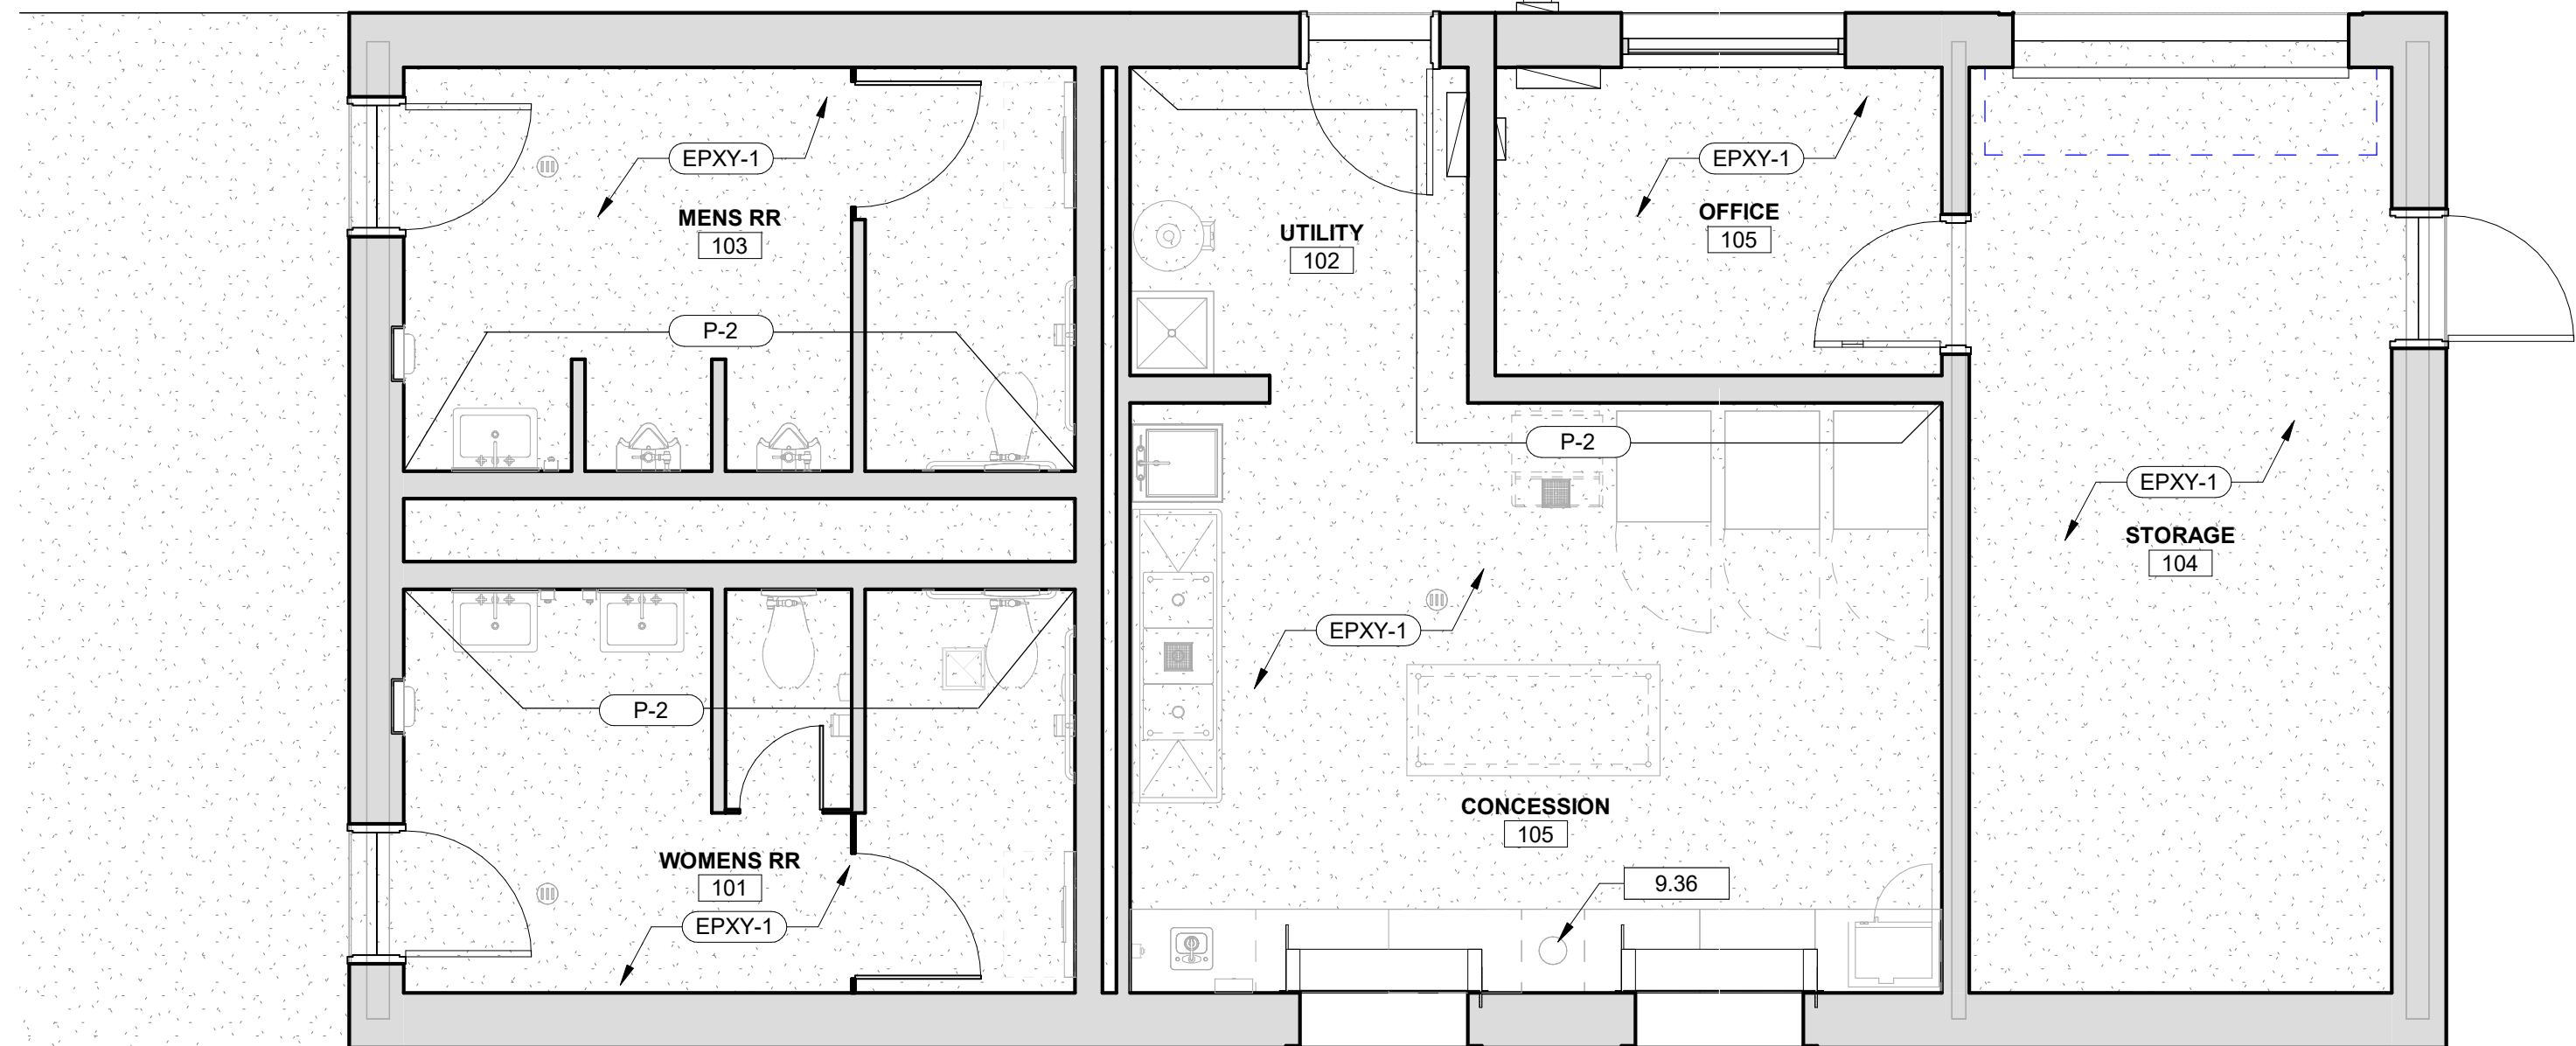 EPXY-1
MENS RR
103
P-2
UTILITY
102
EPXY-1
OFFICE
105
P-2
EPXY-1
STORAGE
104
EPXY-1
CONCESSION
105
9.36
P-2
WOMENS RR
101
EPXY-1